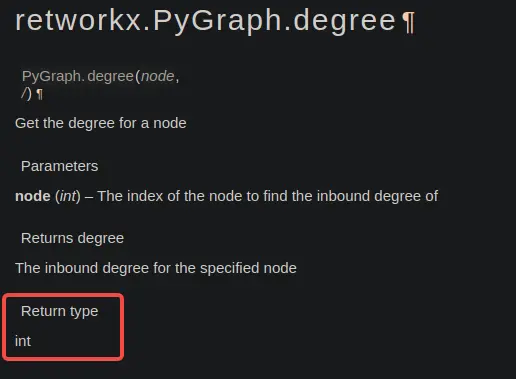 retworkx.PyGraph.degree¶
PyGraph.degree(node,
/)¶
Get the degree for a node
Parameters
node (int) – The index of the node to find the inbound degree of
Returns degree
The inbound degree for the specified node
Return type
int